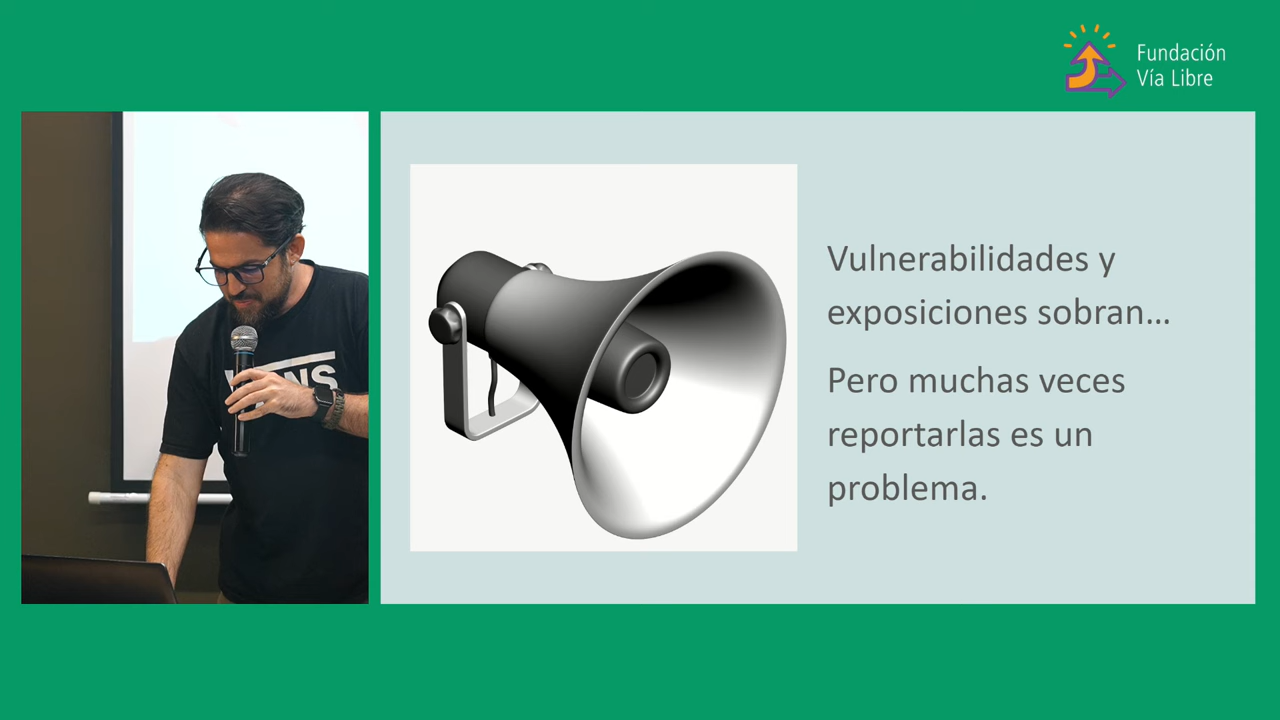 Fundación
Vía Libre
Vulnerabilidades y
exposiciones sobran...
Pero muchas veces
reportarlas es un
problema.